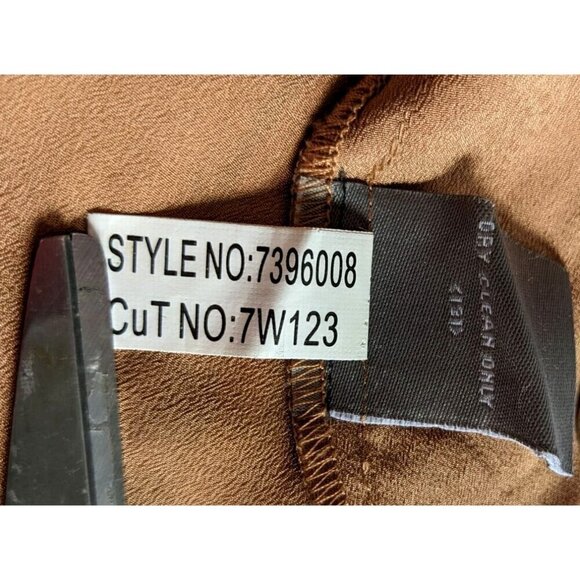 STYLE NO:7396008
CuT NO:7W123
DRY CLEAN ONLY